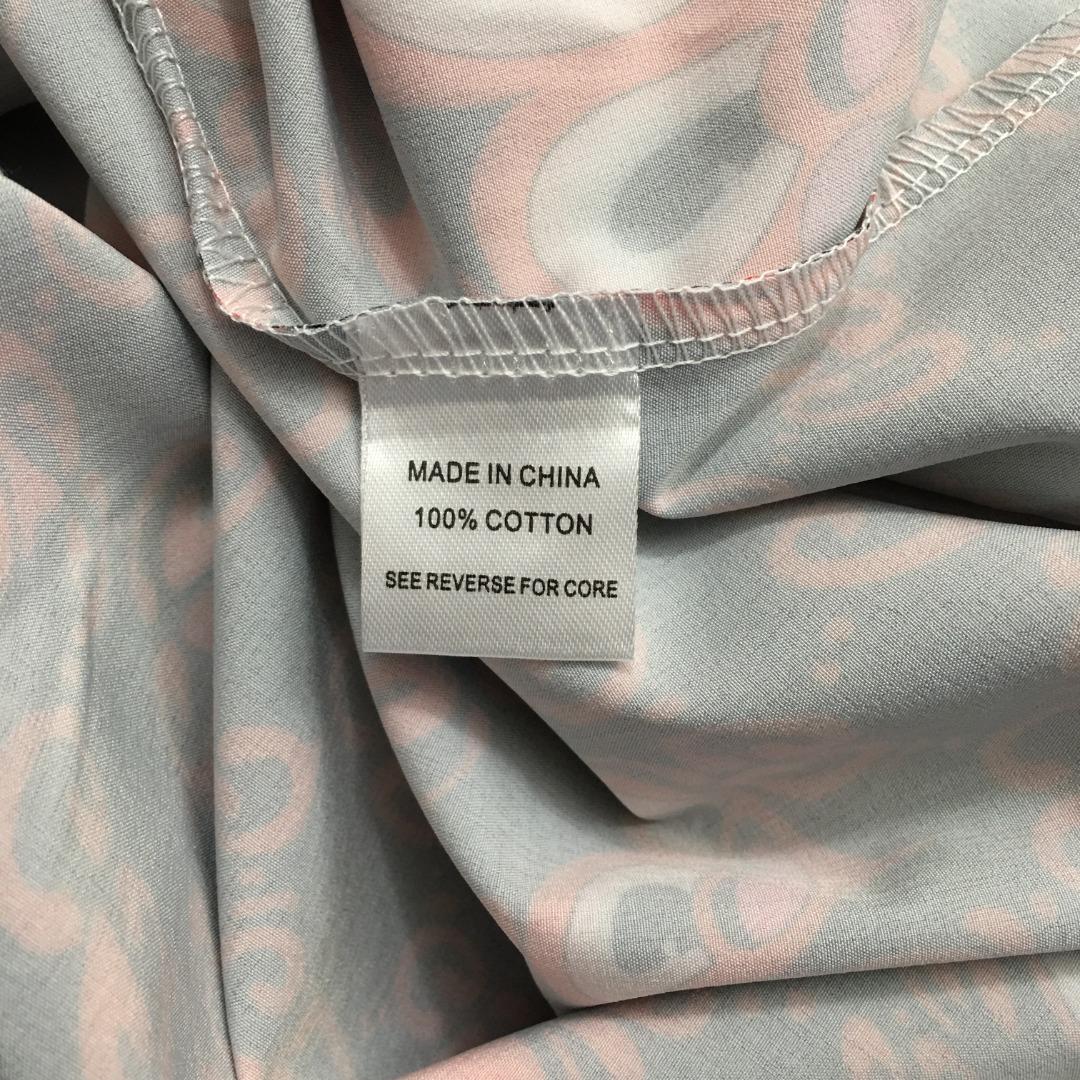 MADE IN CHINA
100% COTTON
SEE REVERSE FOR CORE